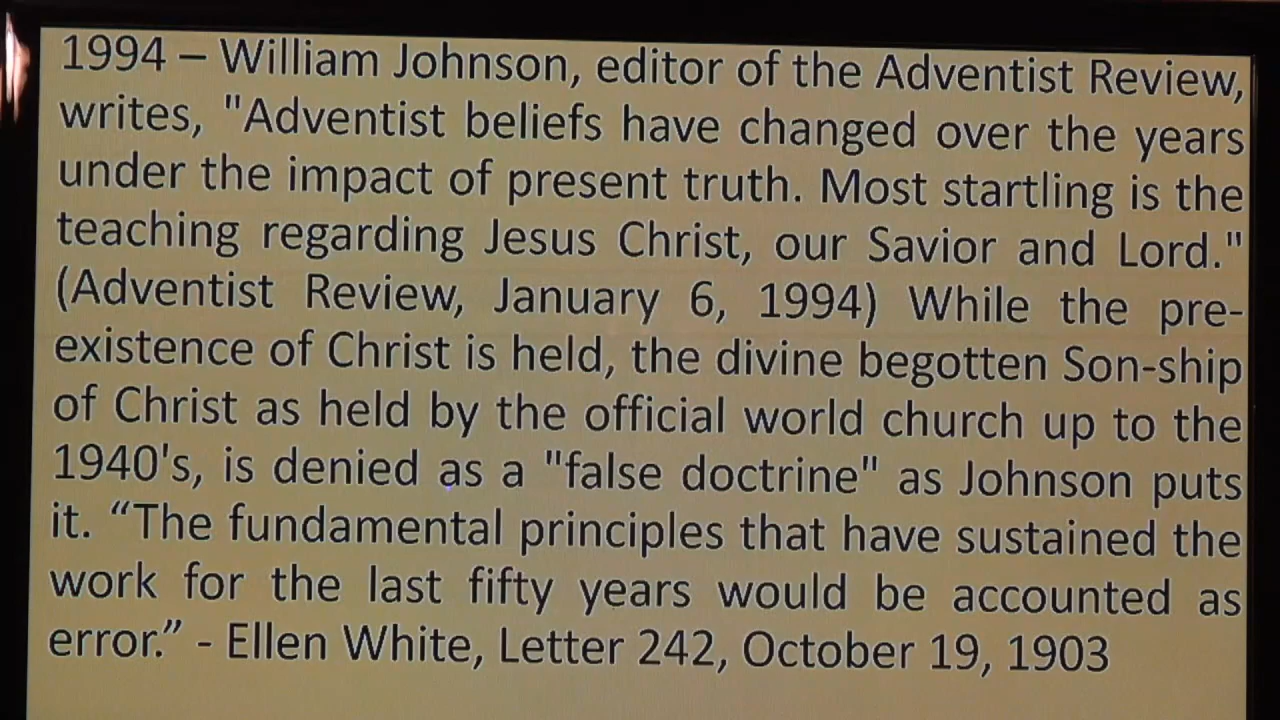 1994 – William Johnson, editor of the Adventist Review,
writes, "Adventist beliefs have changed over the years
under the impact of present truth. Most startling is the
teaching regarding Jesus Christ, our Savior and Lord."
(Adventist Review, January 6, 1994) While the pre-
existence of Christ is held, the divine begotten Son-ship
of Christ as held by the official world church up to the
1940's, is denied as a "false doctrine" as Johnson puts
it. “The fundamental principles that have sustained the
work for the last fifty years would be accounted as
error.” - Ellen White, Letter 242, October 19, 1903